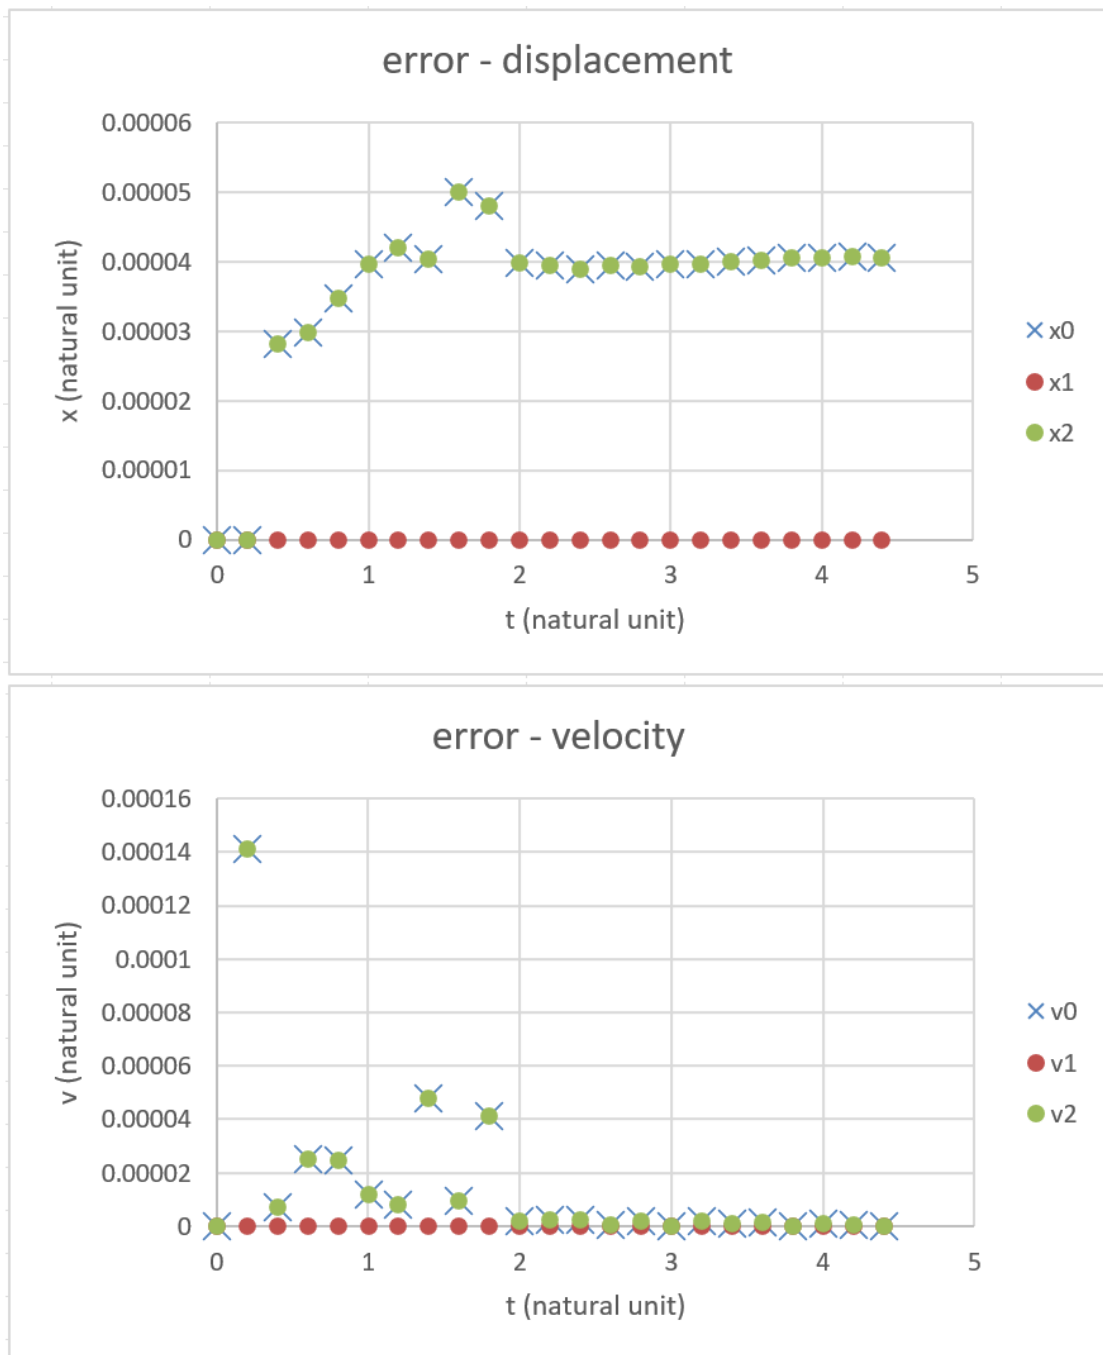 error - displacement
0.00006
0.00005
0.00004
0.00003
0.00002
0.00001
0
0 1 2 3 4 5
x (natural unit)
t (natural unit)
x0
x1
x2
error - velocity
0.00016
0.00014
0.00012
0.0001
0.00008
0.00006
0.00004
0.00002
0
0 1 2 3 4 5
v (natural unit)
t (natural unit)
v0
v1
v2